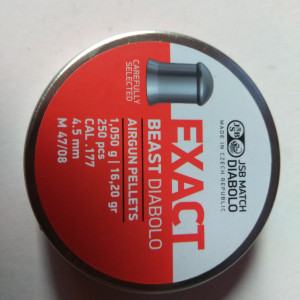 CAREFULLY
SELECTED
EXACT
BEAST DIABOLO
AIRGUN PELLETS
1,050 g | 16,20 gr
250 pcs
CAL .177
4.5 mm
M 47/08
JSB
JSB MATCH
DIABOLO
MADE IN CZECH REPUBLIC